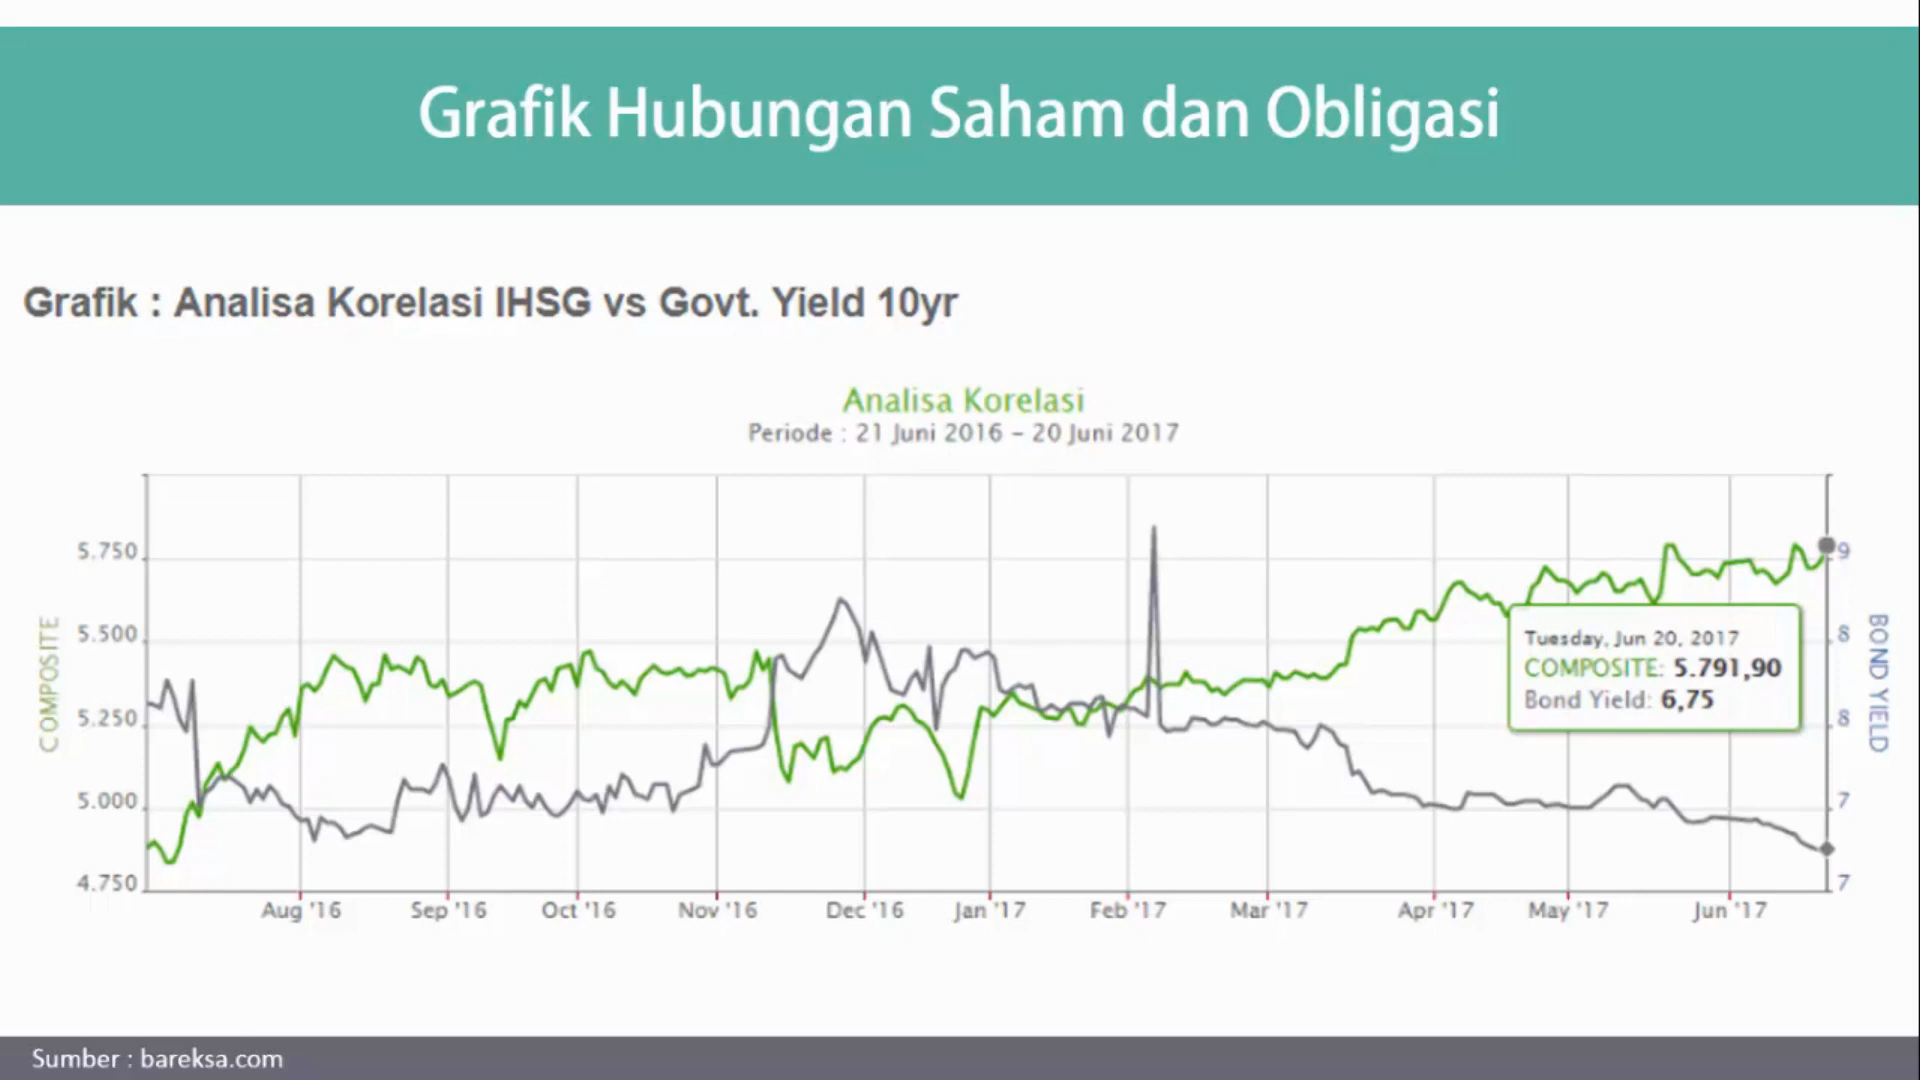 Grafik Hubungan Saham dan Obligasi
Grafik : Analisa Korelasi IHSG vs Govt. Yield 10yr
Analisa Korelasi
Periode : 21 Juni 2016 – 20 Juni 2017
COMPOSITE
5.750
5.500
5.250
5.000
4.750
9
8
8
7
7
BOND YIELD
Tuesday, Jun 20, 2017
COMPOSITE: 5.791,90
Bond Yield: 6,75
Aug '16 Sep '16 Oct '16 Nov '16 Dec '16 Jan '17 Feb '17 Mar '17 Apr '17 May '17 Jun '17
Sumber : bareksa.com